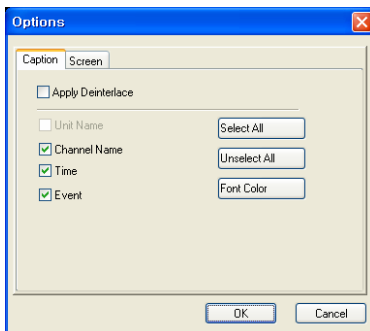 Options
Caption Screen
Apply Deinterlace
Unit Name Select All
Channel Name
Time Unselect All
Event Font Color
OK Cancel